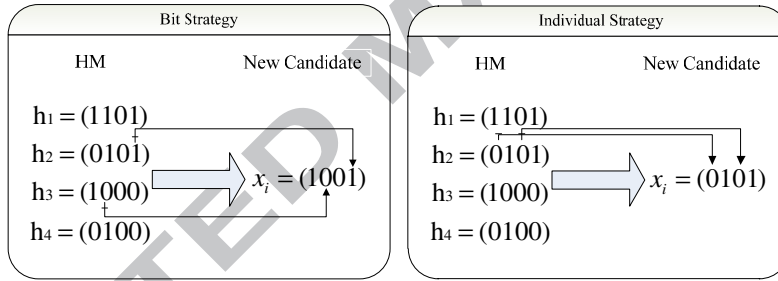 Bit Strategy
HM New Candidate
h1 = (1101)
h2 = (0101)
h3 = (1000)
h4 = (0100)
xi = (1001)
Individual Strategy
HM New Candidate
h1 = (1101)
h2 = (0101)
h3 = (1000)
h4 = (0100)
xi = (0101)
TED M